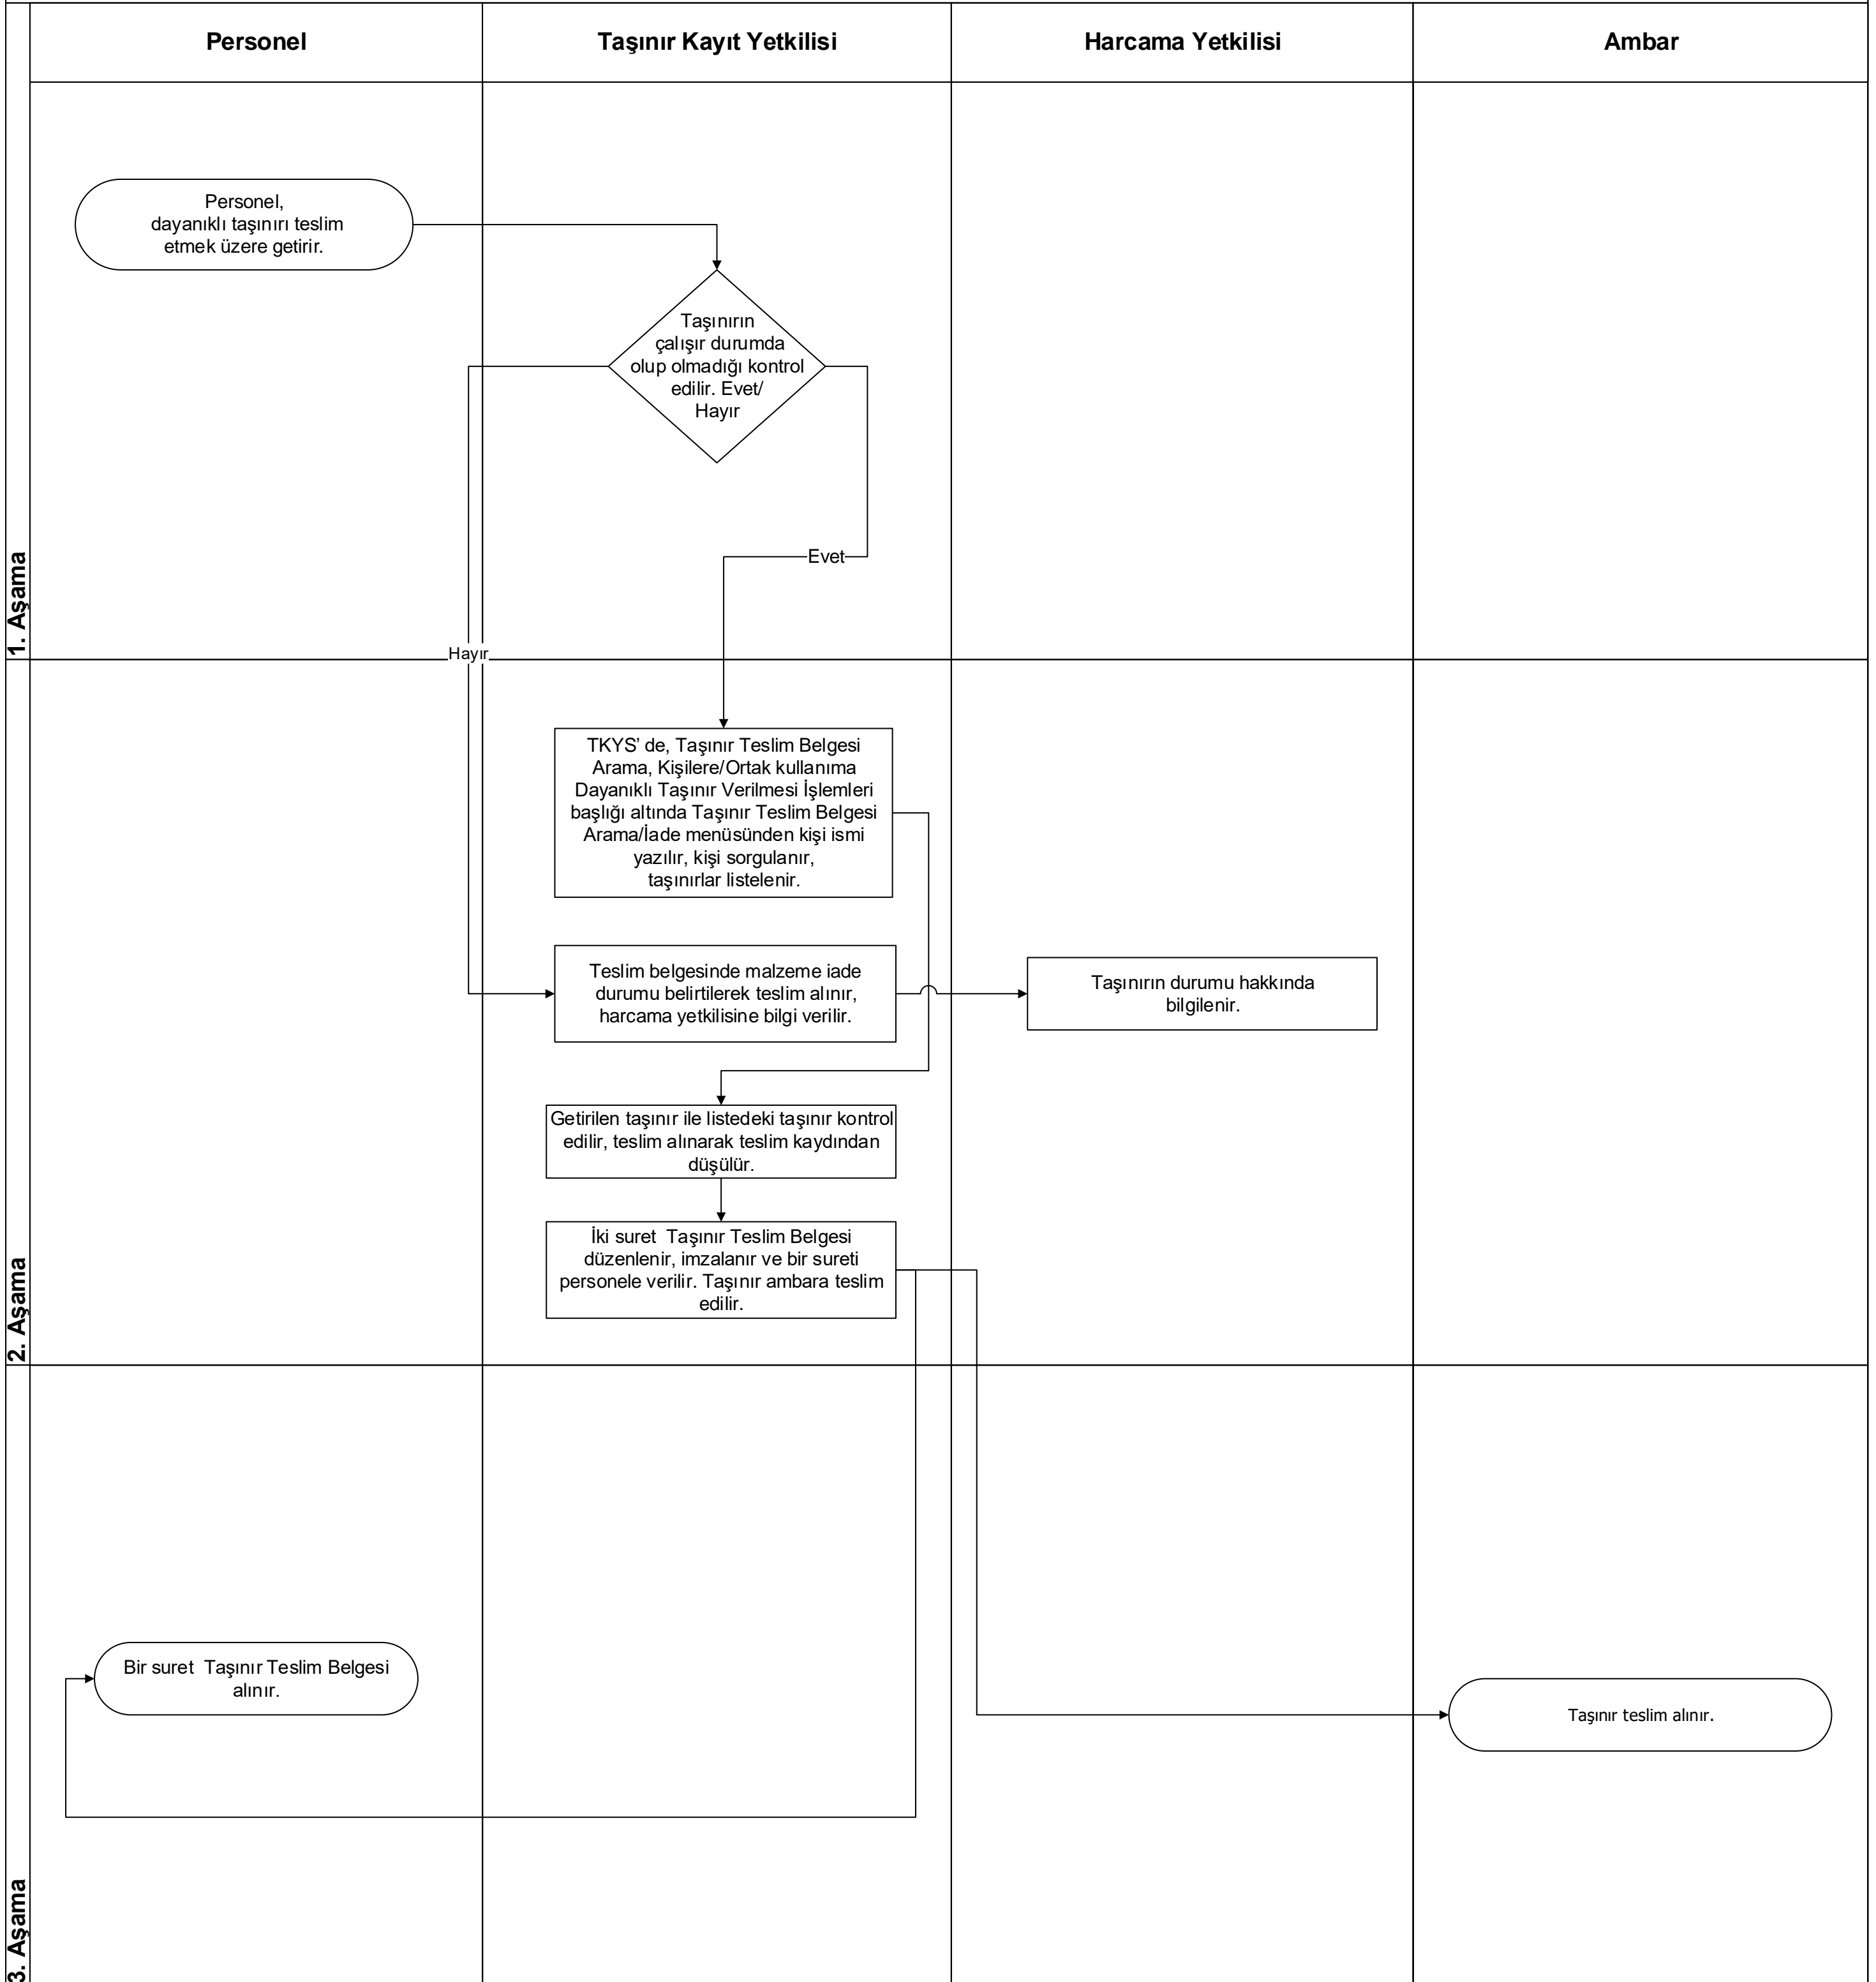 Personel
Taşınır Kayıt Yetkilisi
Harcama Yetkilisi
Ambar
1. Aşama
Personel,
dayanıklı taşınırı teslim
etmek üzere getirir.
Taşınırın
çalışır durumda
olup olmadığı kontrol
edilir. Evet/
Hayır
Evet
Hayır
2. Aşama
TKYS’ de, Taşınır Teslim Belgesi
Arama, Kişilere/Ortak kullanıma
Dayanıklı Taşınır Verilmesi İşlemleri
başlığı altında Taşınır Teslim Belgesi
Arama/İade menüsünden kişi ismi
yazılır, kişi sorgulanır,
taşınırlar listelenir.
Teslim belgesinde malzeme iade
durumu belirtilerek teslim alınır,
harcama yetkilisine bilgi verilir.
Taşınırın durumu hakkında
bilgilenir.
Getirilen taşınır ile listedeki taşınır kontrol
edilir, teslim alınarak teslim kaydından
düşülür.
İki suret  Taşınır Teslim Belgesi
düzenlenir, imzalanır ve bir sureti
personele verilir. Taşınır ambara teslim
edilir.
3. Aşama
Bir suret  Taşınır Teslim Belgesi
alınır.
Taşınır teslim alınır.